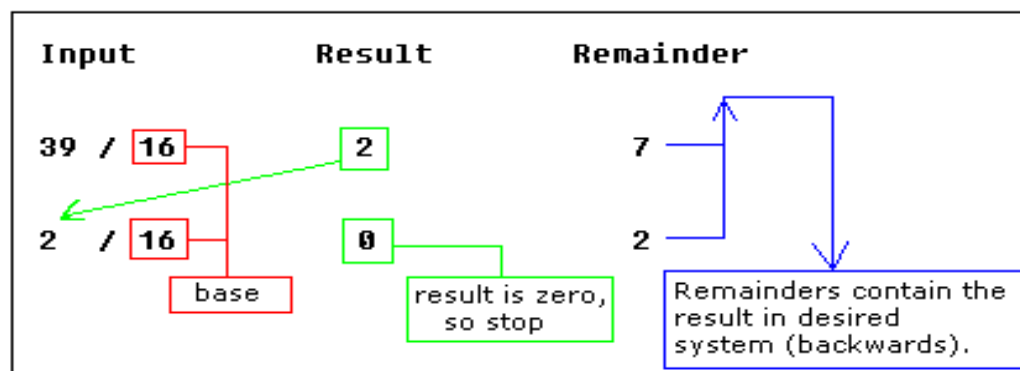 Input Result Remainder
39 / 16 2 7
2 / 16 0 2
base
result is zero,
so stop
Remainders contain the
result in desired
system (backwards).